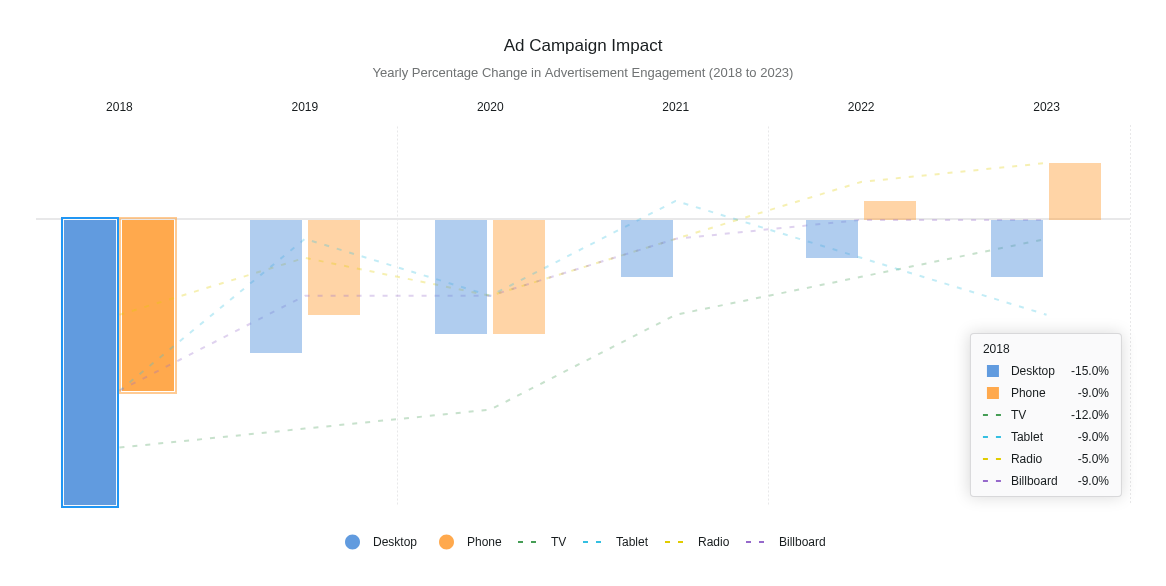 Ad Campaign Impact
Yearly Percentage Change in Advertisement Engagement (2018 to 2023)
2018 2019 2020 2021 2022 2023
2018
Desktop -15.0%
Phone -9.0%
TV -12.0%
Tablet -9.0%
Radio -5.0%
Billboard -9.0%
Desktop Phone TV Tablet Radio Billboard